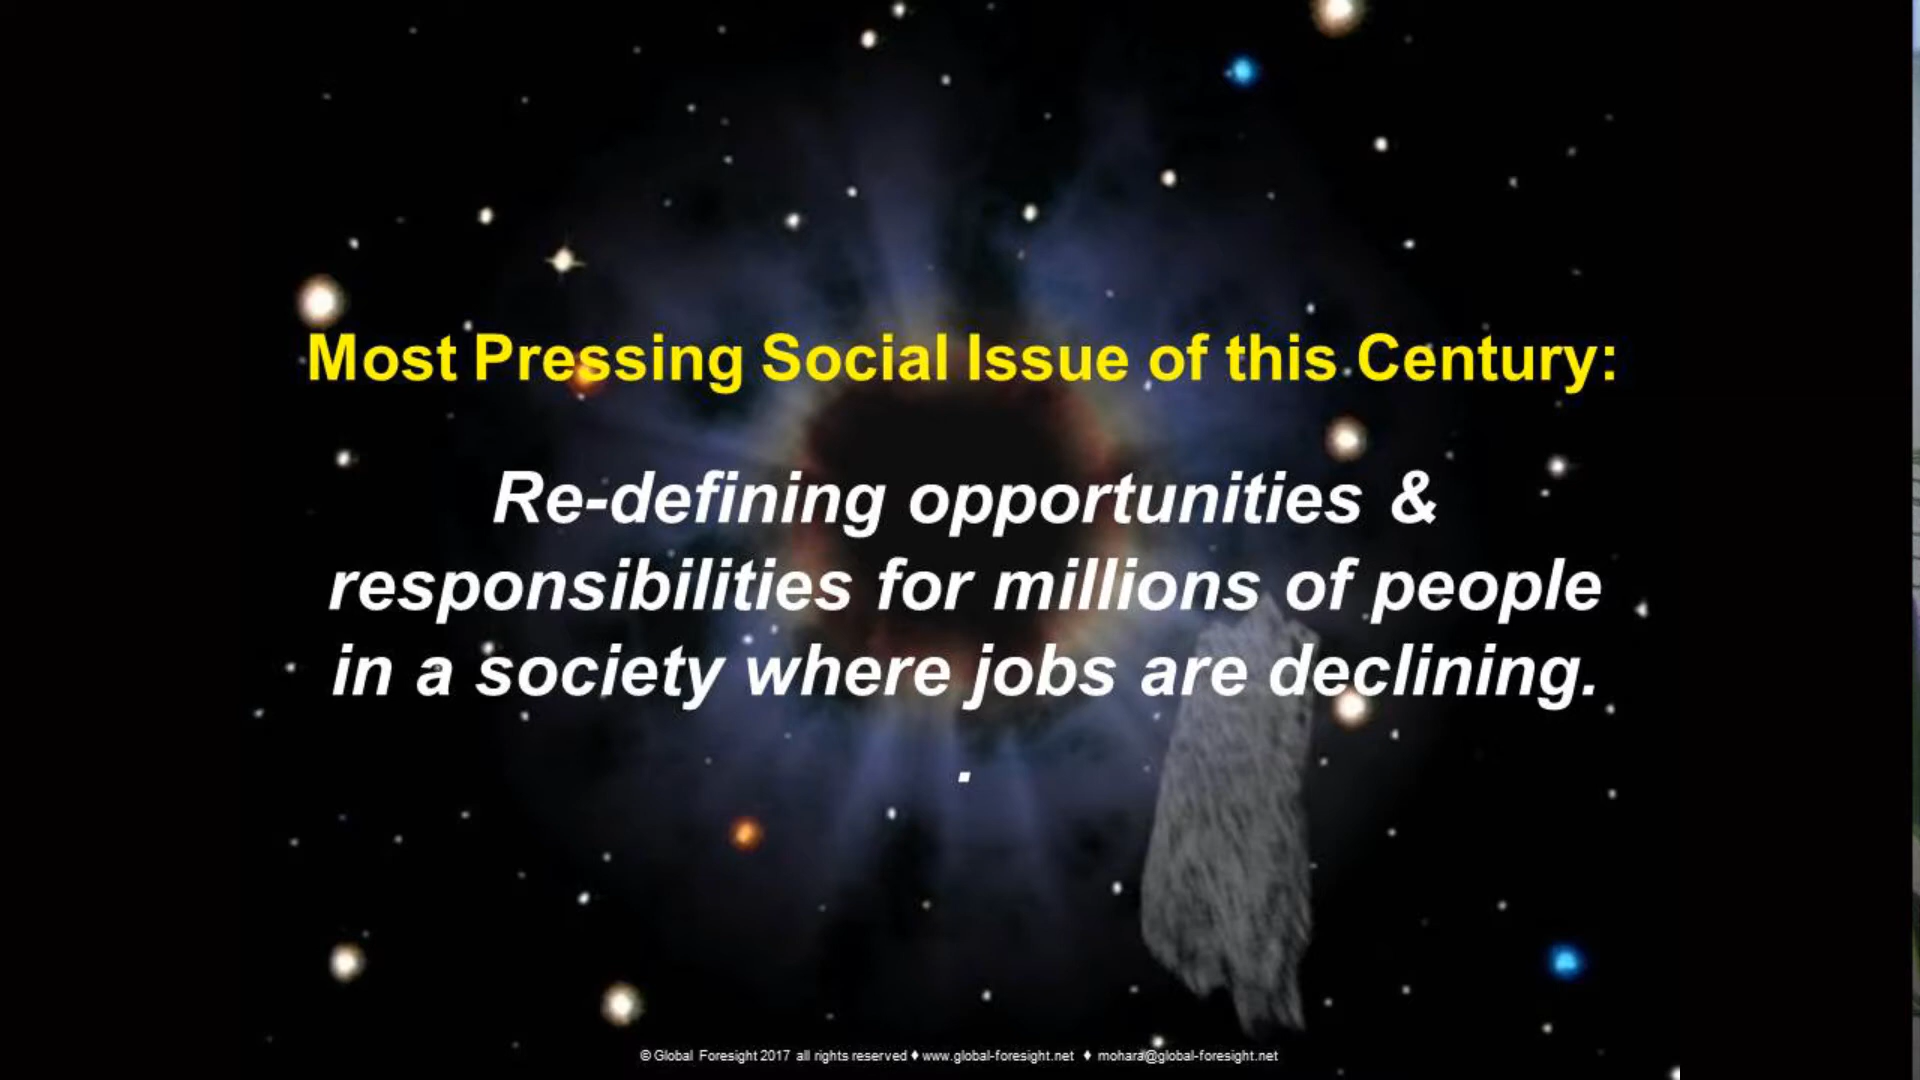 Most Pressing Social Issue of this Century:
Re-defining opportunities &
responsibilities for millions of people
in a society where jobs are declining.
.
© Global Foresight 2017 all rights reserved ♦ www.global-foresight.net ♦ mohara@global-foresight.net